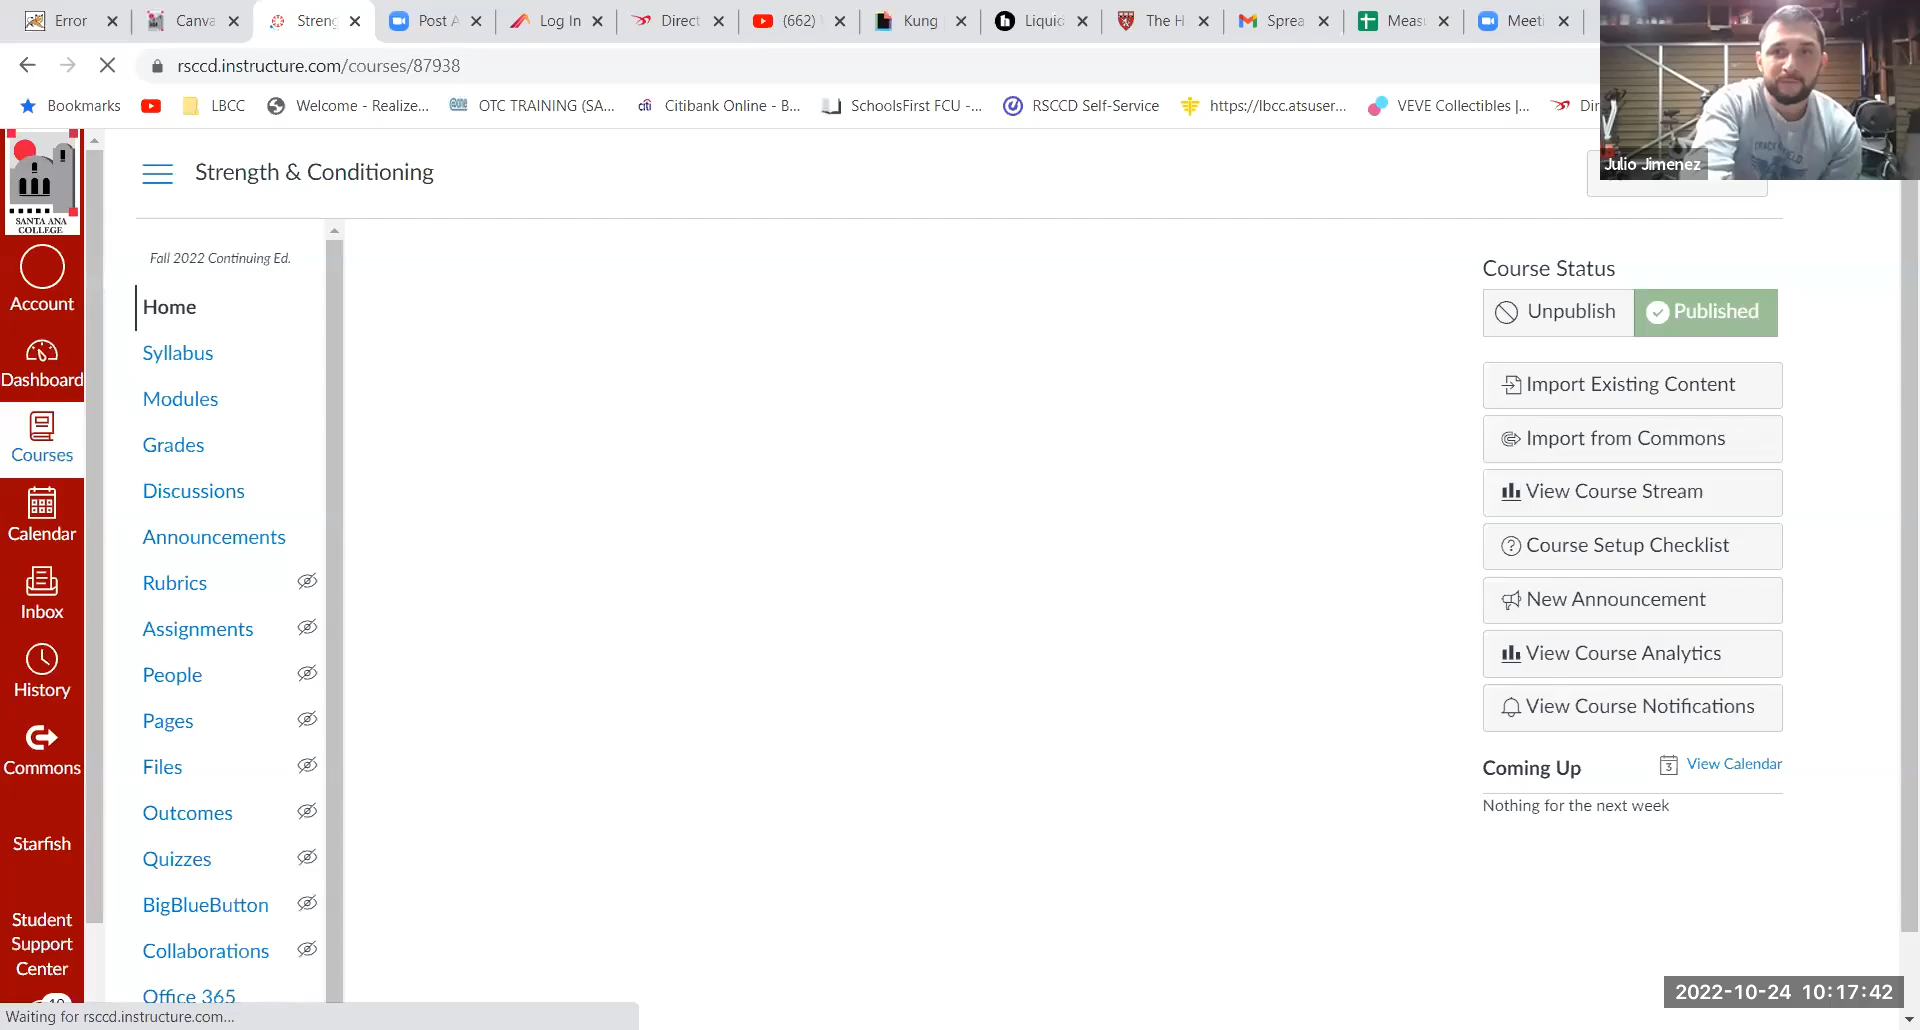 Error
Canva
Streng
Post A
Log In
Direct
(662)
Kung
Liquid
The H
Sprea
Meas
Meeti
rsccd.instructure.com/courses/87938
Bookmarks
LBCC
Welcome - Realize...
OTC TRAINING (SA...
Citibank Online - B...
SchoolsFirst FCU -...
RSCCD Self-Service
https://lbcc.atsuser...
VEVE Collectibles |...
Dir
Julio Jimenez
SANTA ANA
COLLEGE
Account
Dashboard
Courses
Calendar
Inbox
History
Commons
Starfish
Student
Support
Center
Strength & Conditioning
Fall 2022 Continuing Ed.
Home
Syllabus
Modules
Grades
Discussions
Announcements
Rubrics
Assignments
People
Pages
Files
Outcomes
Quizzes
BigBlueButton
Collaborations
Office 365
Course Status
Unpublish
Published
Import Existing Content
Import from Commons
View Course Stream
Course Setup Checklist
New Announcement
View Course Analytics
View Course Notifications
Coming Up
3
View Calendar
Nothing for the next week
2022-10-24 10:17:42
Waiting for rsccd.instructure.com...